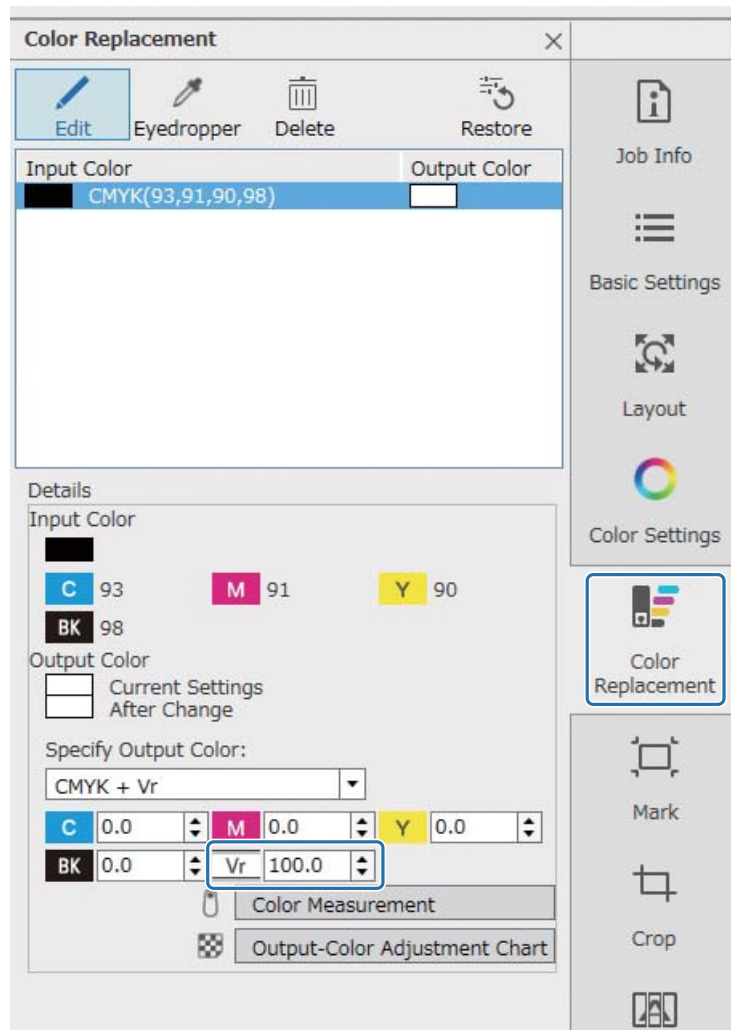 Color Replacement
Edit Eyedropper Delete Restore
Input Color Output Color
CMYK(93,91,90,98)
Details
Input Color
C 93 M 91 Y 90
BK 98
Output Color
Current Settings
After Change
Specify Output Color:
CMYK + Vr
C 0.0 M 0.0 Y 0.0
BK 0.0 Vr 100.0
Color Measurement
Output-Color Adjustment Chart
Job Info
Basic Settings
Layout
Color Settings
Color
Replacement
Mark
Crop